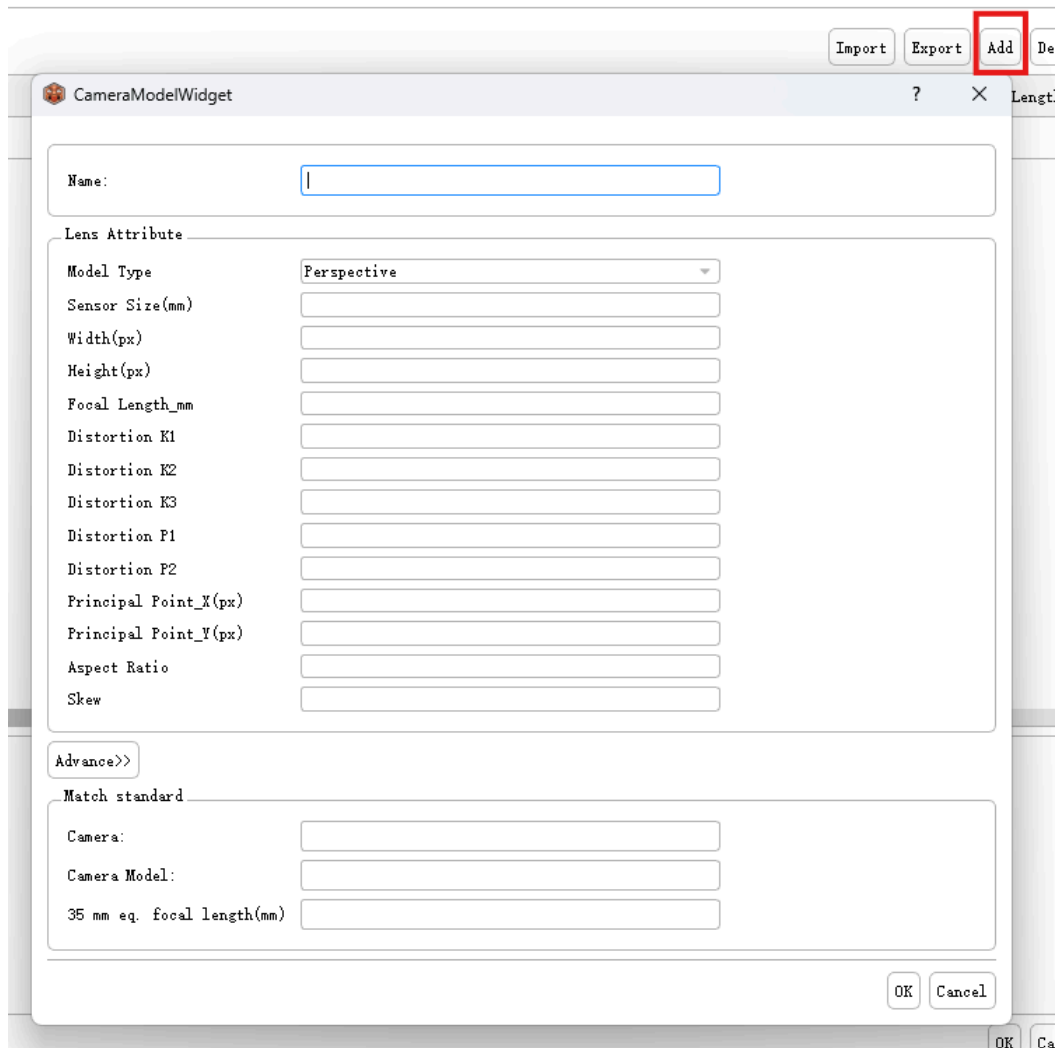 Import Export Add De
CameraModelWidget ? Lengt
Name:
Lens Attribute
Model Type Perspective
Sensor Size(mm)
Width(px)
Height(px)
Focal Length_mm
Distortion K1
Distortion K2
Distortion K3
Distortion P1
Distortion P2
Principal Point_X(px)
Principal Point_Y(px)
Aspect Ratio
Skew
Advance>>
Match standard
Camera:
Camera Model:
35 mm eq. focal length(mm)
OK Cancel
OK Ca